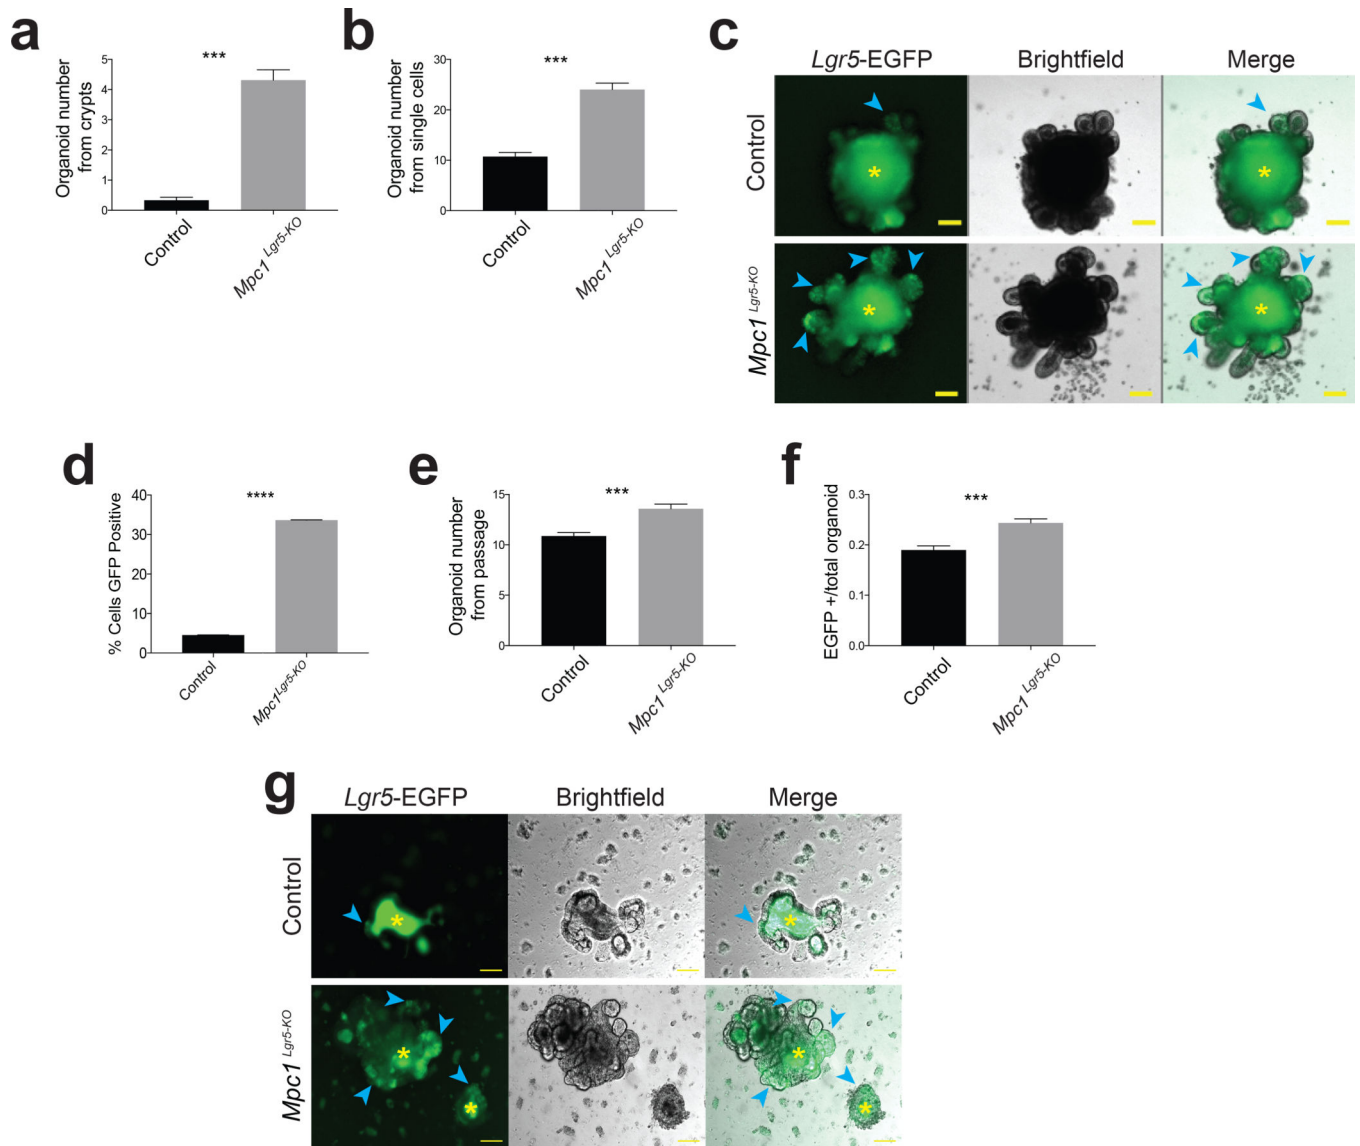 a
***
Organoid number
from crypts
5
4
3
2
1
0
Control
Mpc1 Lgr5-KO
b
***
Organoid number
from single cells
30
20
10
0
Control
Mpc1 Lgr5-KO
c
Lgr5-EGFP
Brightfield
Merge
Control
*
*
Mpc1 Lgr5-KO
*
*
d
****
% Cells GFP Positive
40
30
20
10
0
Control
Mpc1Lgr5-KO
e
***
Organoid number
from passage
15
10
5
0
Control
Mpc1 Lgr5-KO
f
***
EGFP +/total organoid
0.3
0.2
0.1
0.0
Control
Mpc1 Lgr5-KO
g
Lgr5-EGFP
Brightfield
Merge
Control
*
*
Mpc1 Lgr5-KO
*
*
*
*